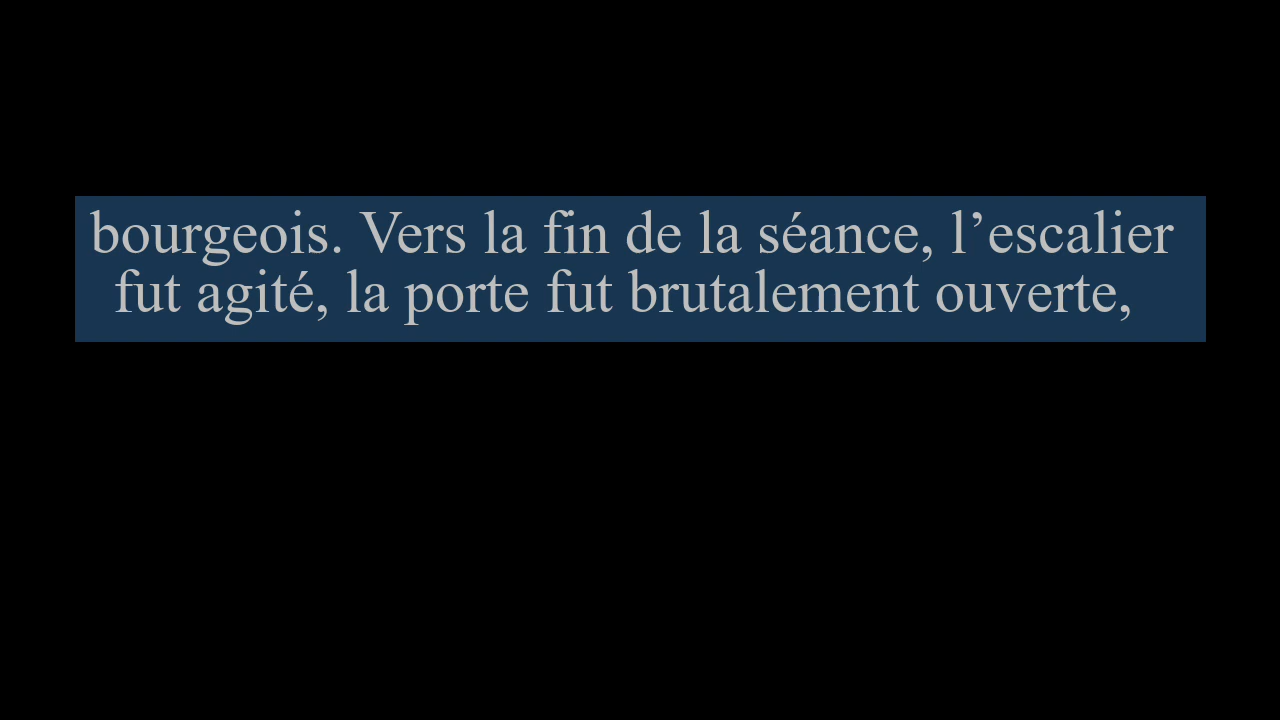 bourgeois. Vers la fin de la séance, l’escalier
fut agité, la porte fut brutalement ouverte,